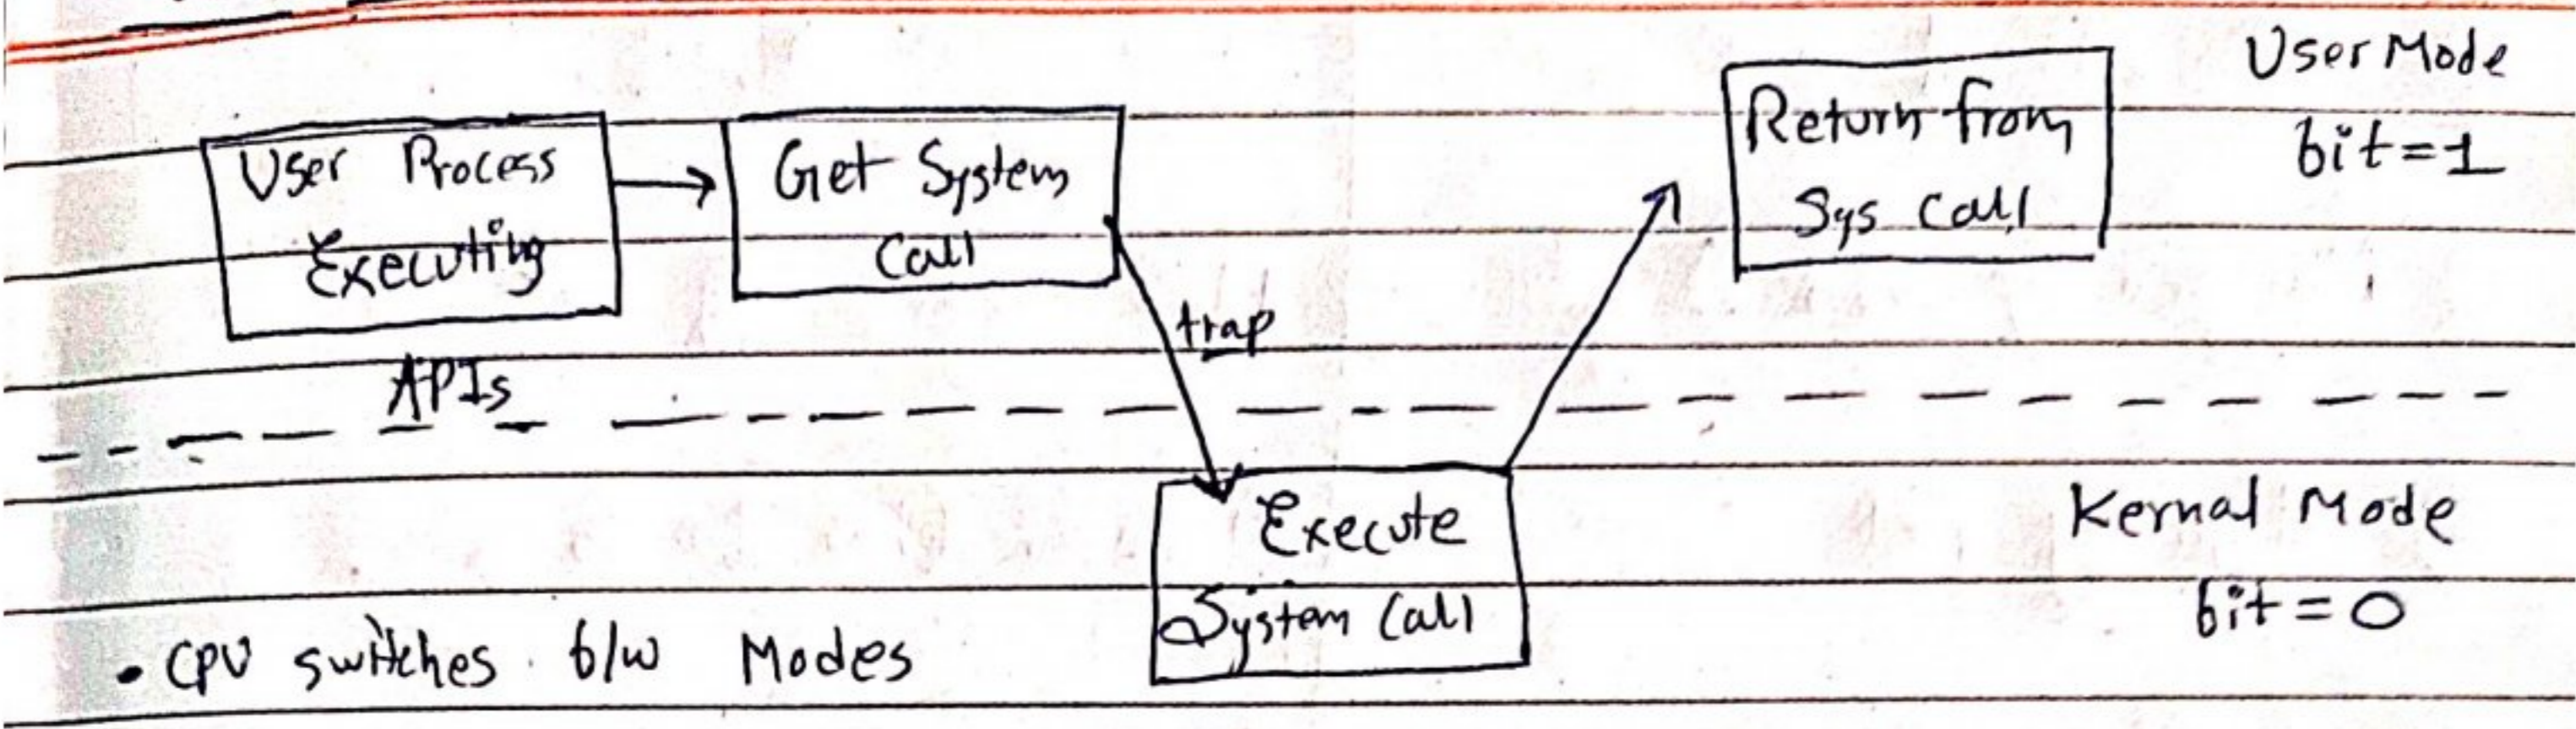 User Process
Executing
Get System
Call
Return from
Sys Call
User Mode
bit=1
trap
APIs
Execute
System Call
Kernal Mode
bit=0
• CPU switches b/w Modes